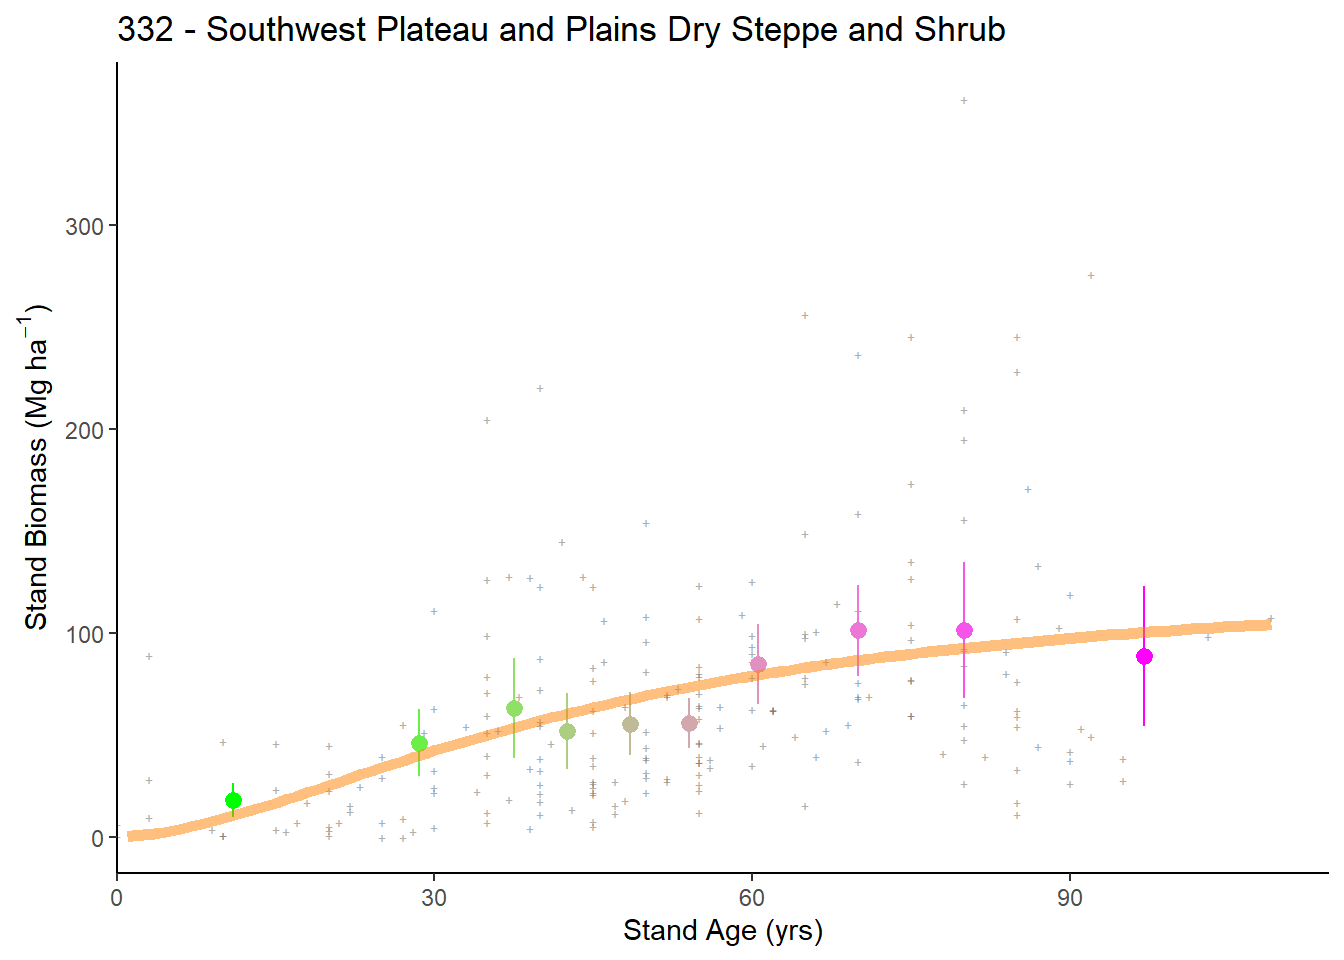 332 - Southwest Plateau and Plains Dry Steppe and Shrub
Stand Biomass (Mg ha⁻¹)
300
200
100
0
0 30 60 90
Stand Age (yrs)